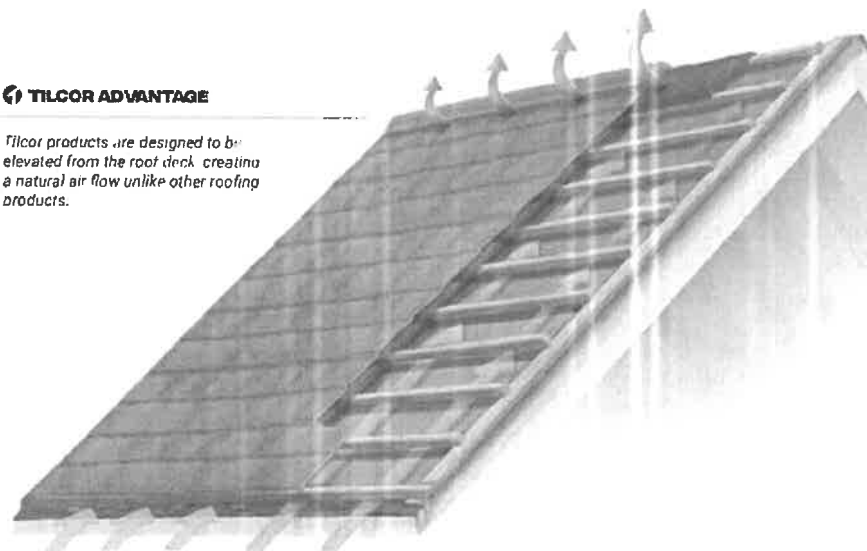 TILCOR ADVANTAGE
Tilcor products are designed to be
elevated from the roof deck creating
a natural air flow unlike other roofing
products.